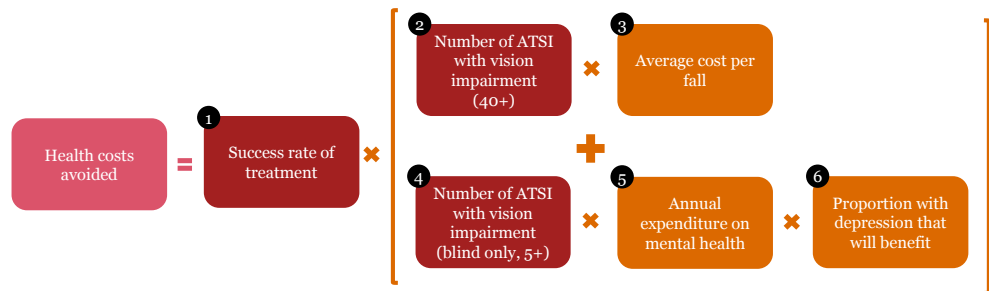 Health costs
avoided
=
1
Success rate of
treatment
×
2
Number of ATSI
with vision
impairment
(40+)
×
3
Average cost per
fall
+
4
Number of ATSI
with vision
impairment
(blind only, 5+)
×
5
Annual
expenditure on
mental health
×
6
Proportion with
depression that
will benefit